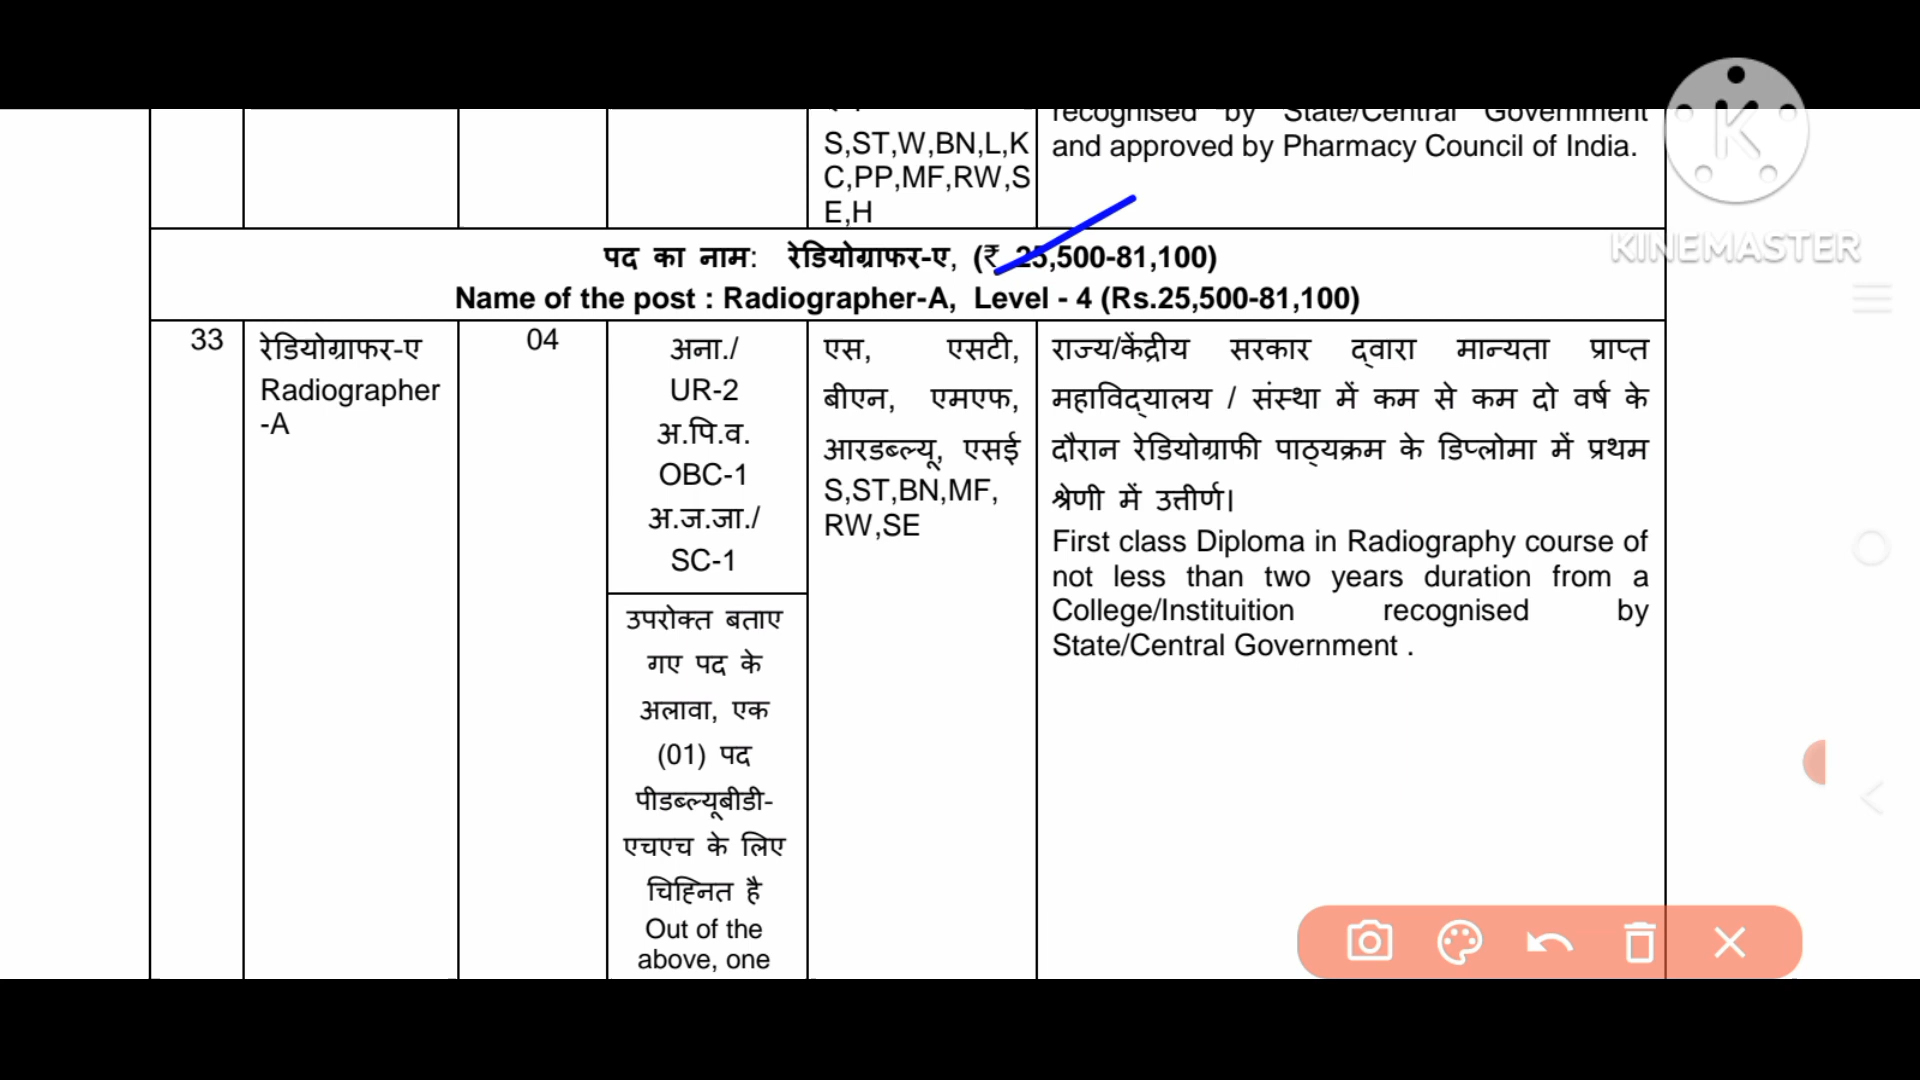 S,ST,W,BN,L,K
C,PP,MF,RW,S
E,H
recognised by State/Central Government
and approved by Pharmacy Council of India.
KINEMASTER
पद का नाम: रेडियोग्राफर-ए, (₹ 25,500-81,100)
Name of the post : Radiographer-A, Level - 4 (Rs.25,500-81,100)
33
रेडियोग्राफर-ए
Radiographer
-A
04
अना./
UR-2
अ.पि.व.
OBC-1
अ.ज.जा./
SC-1
उपरोक्त बताए
गए पद के
अलावा, एक
(01) पद
पीडब्ल्यूबीडी-
एचएच के लिए
चिह्नित है
Out of the
above, one
एस, एसटी,
बीएन, एमएफ,
आरडब्ल्यू, एसई
S,ST,BN,MF,
RW,SE
राज्य/केंद्रीय सरकार द्वारा मान्यता प्राप्त
महाविद्यालय / संस्था में कम से कम दो वर्ष के
दौरान रेडियोग्राफी पाठ्यक्रम के डिप्लोमा में प्रथम
श्रेणी में उत्तीर्ण।
First class Diploma in Radiography course of
not less than two years duration from a
College/Instituition recognised by
State/Central Government .